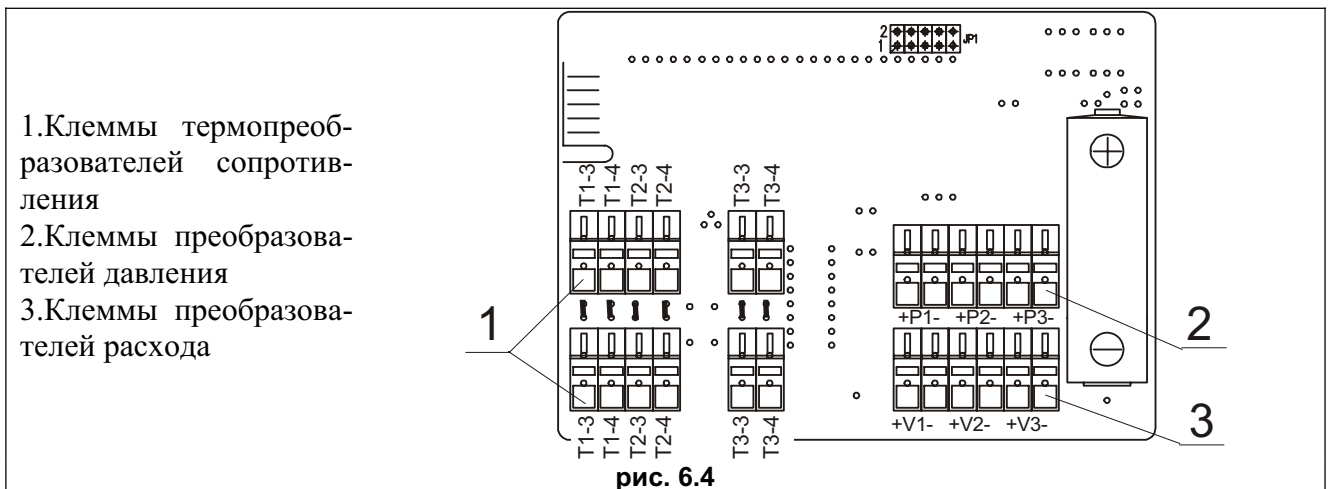 1.Клеммы термопреоб-
разователей сопротив-
ления
2.Клеммы преобразова-
телей давления
3.Клеммы преобразова-
телей расхода
2
1
JP1
T1-3 T1-4 T2-3 T2-4 T3-3 T3-4
1
+P1- +P2- +P3-
2
+V1- +V2- +V3-
3
T1-3 T1-4 T2-3 T2-4 T3-3 T3-4
рис. 6.4